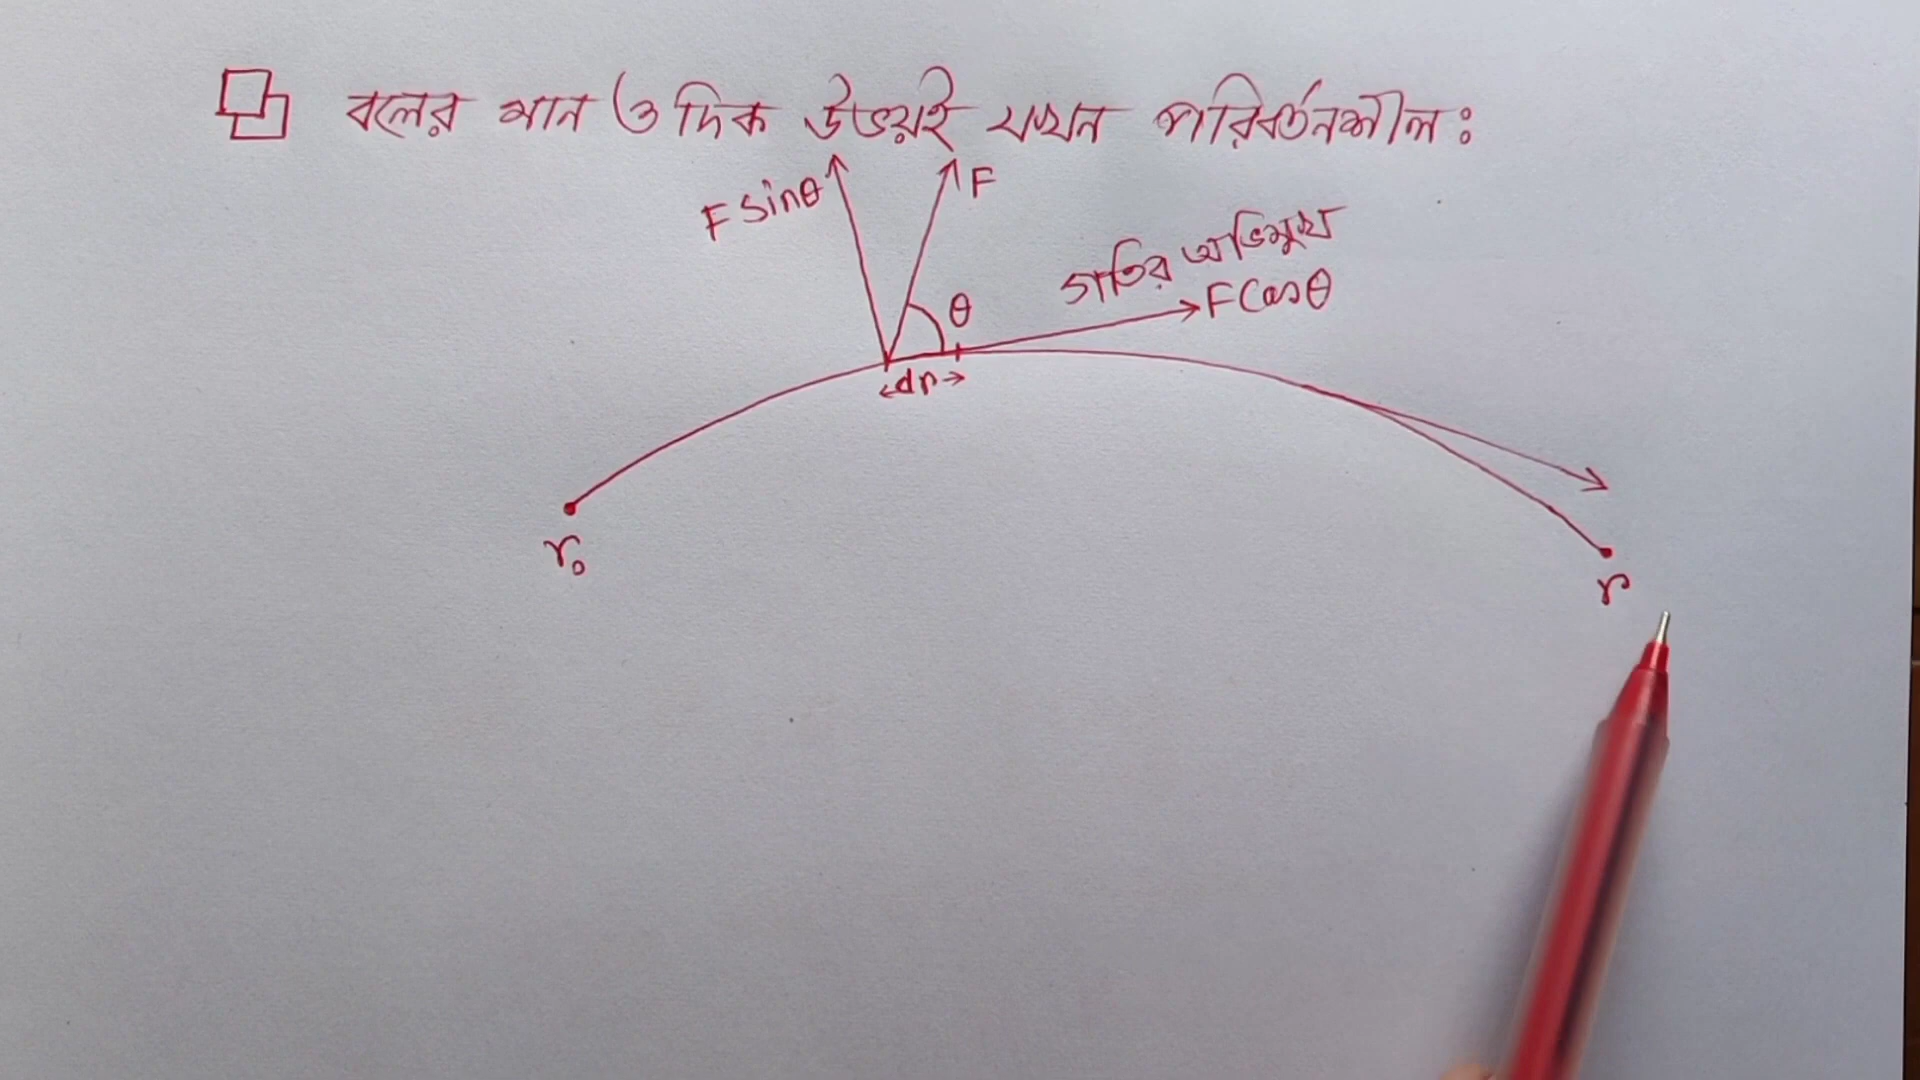 বলের মান ও দিক উভয়ই যখন পরিবর্তনশীল:
F sinθ
F
গতির অভিমুখ
F Cosθ
θ
dr
r₀
r